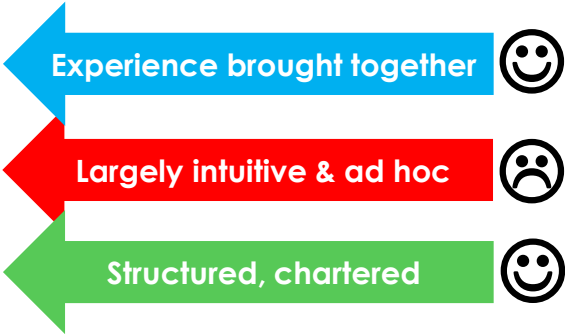 Experience brought together
Largely intuitive & ad hoc
Structured, chartered